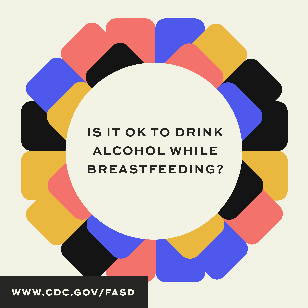 IS IT OK TO DRINK
ALCOHOL WHILE
BREASTFEEDING?
WWW.CDC.GOV/FASD